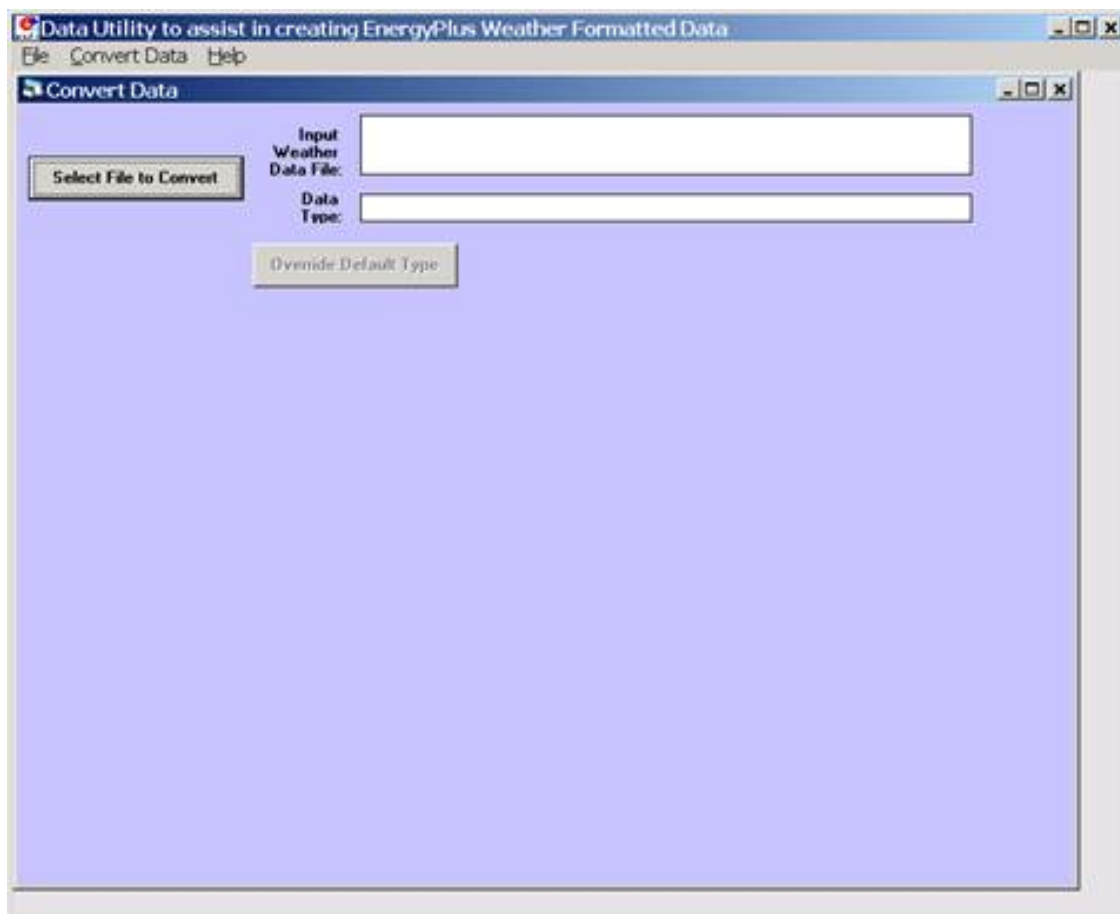 Data Utility to assist in creating EnergyPlus Weather Formatted Data
File Convert Data Help
Convert Data
Input
Weather
Data File:
Select File to Convert
Data
Type:
Override Default Type